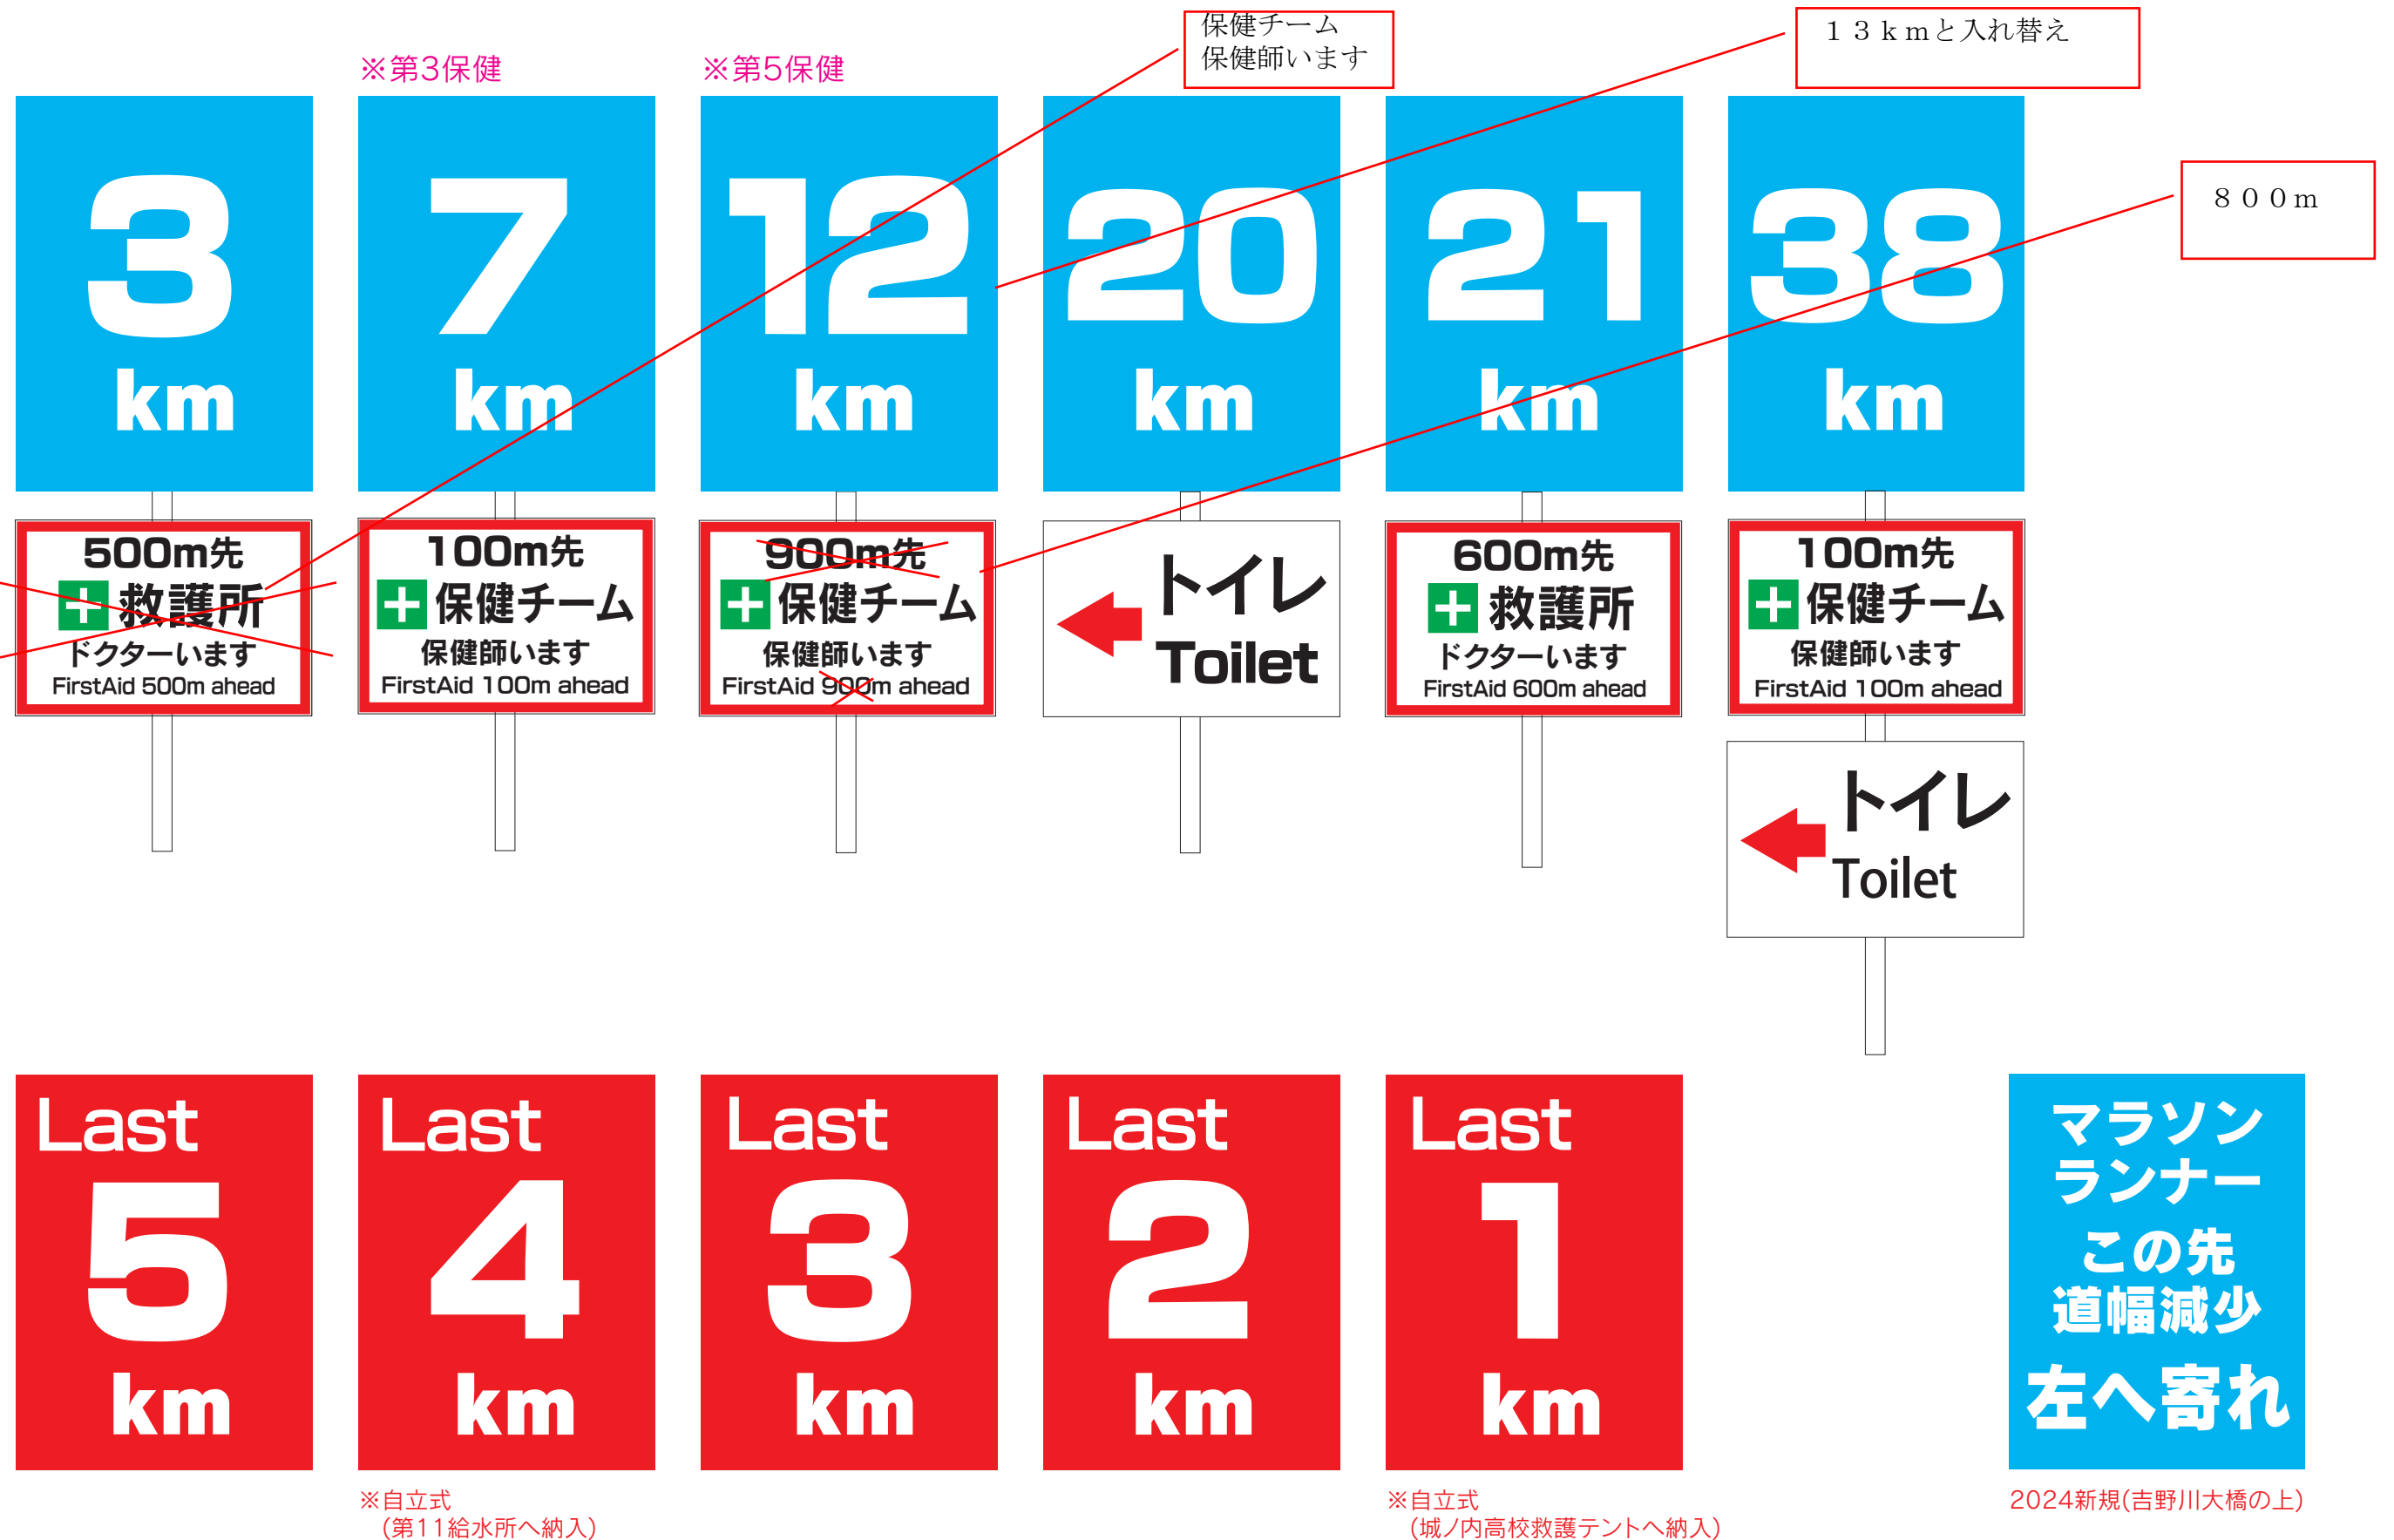 保健チーム
保健師います
１３ｋｍと入れ替え
８００ｍ
※第3保健
※第5保健
3
km
7
km
12
km
20
km
21
km
38
km
500m先
救護所
ドクターいます
FirstAid 500m ahead
100m先
保健チーム
保健師います
FirstAid 100m ahead
900m先
保健チーム
保健師います
FirstAid 900m ahead
トイレ
Toilet
600m先
救護所
ドクターいます
FirstAid 600m ahead
100m先
保健チーム
保健師います
FirstAid 100m ahead
トイレ
Toilet
Last
5
km
Last
4
km
※自立式
(第11給水所へ納入)
Last
3
km
Last
2
km
Last
1
km
※自立式
(城ノ内高校救護テントへ納入)
マラソン
ランナー
この先
道幅減少
左へ寄れ
2024新規(吉野川大橋の上)